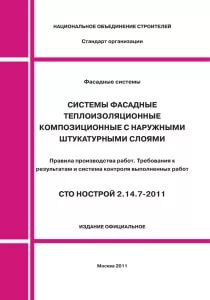 НАЦИОНАЛЬНОЕ ОБЪЕДИНЕНИЕ СТРОИТЕЛЕЙ
Стандарт организации
Фасадные системы
СИСТЕМЫ ФАСАДНЫЕ
ТЕПЛОИЗОЛЯЦИОННЫЕ
КОМПОЗИЦИОННЫЕ С НАРУЖНЫМИ
ШТУКАТУРНЫМИ СЛОЯМИ
Правила производства работ. Требования к
результатам и система контроля выполненных работ
СТО НОСТРОЙ 2.14.7-2011
ИЗДАНИЕ ОФИЦИАЛЬНОЕ
Москва 2011